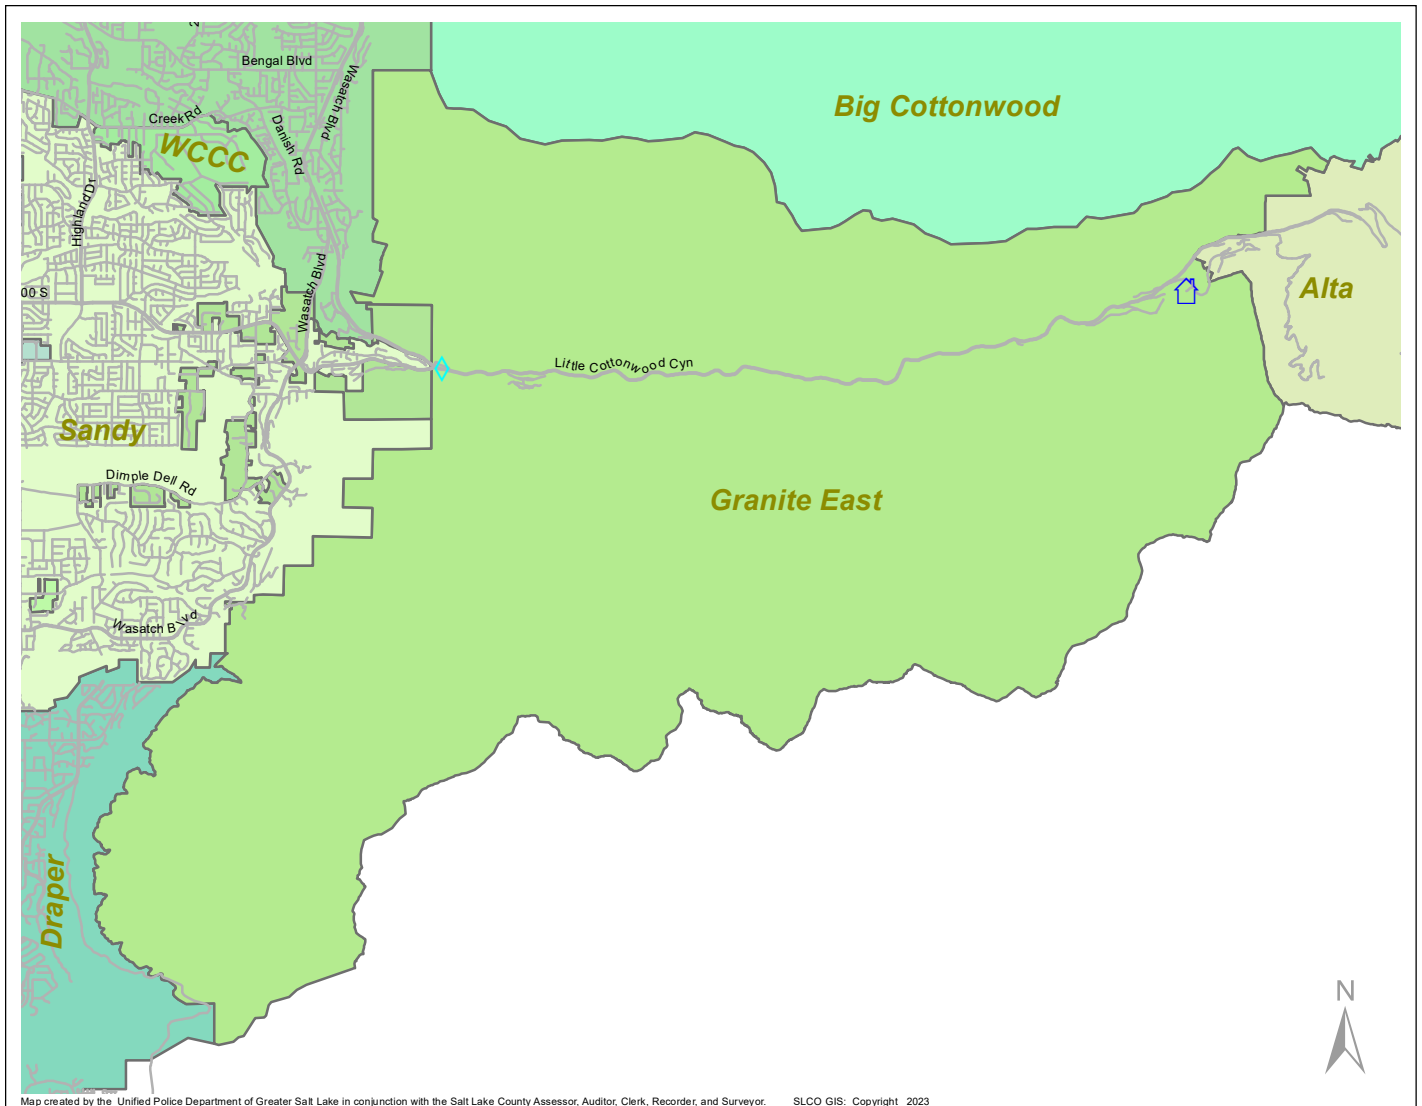 Bengal Blvd
Wasatch Blvd
Big Cottonwood
Creek Rd
Danish Rd
WCCC
Highland Dr
Wasatch Blvd
00 S
Alta
Little Cottonwood Cyn
Sandy
Dimple Dell Rd
Granite East
Wasatch Blvd
Draper
N
Map created by the Unified Police Department of Greater Salt Lake in conjunction with the Salt Lake County Assessor, Auditor, Clerk, Recorder, and Surveyor. SLCO GIS: Copyright 2023